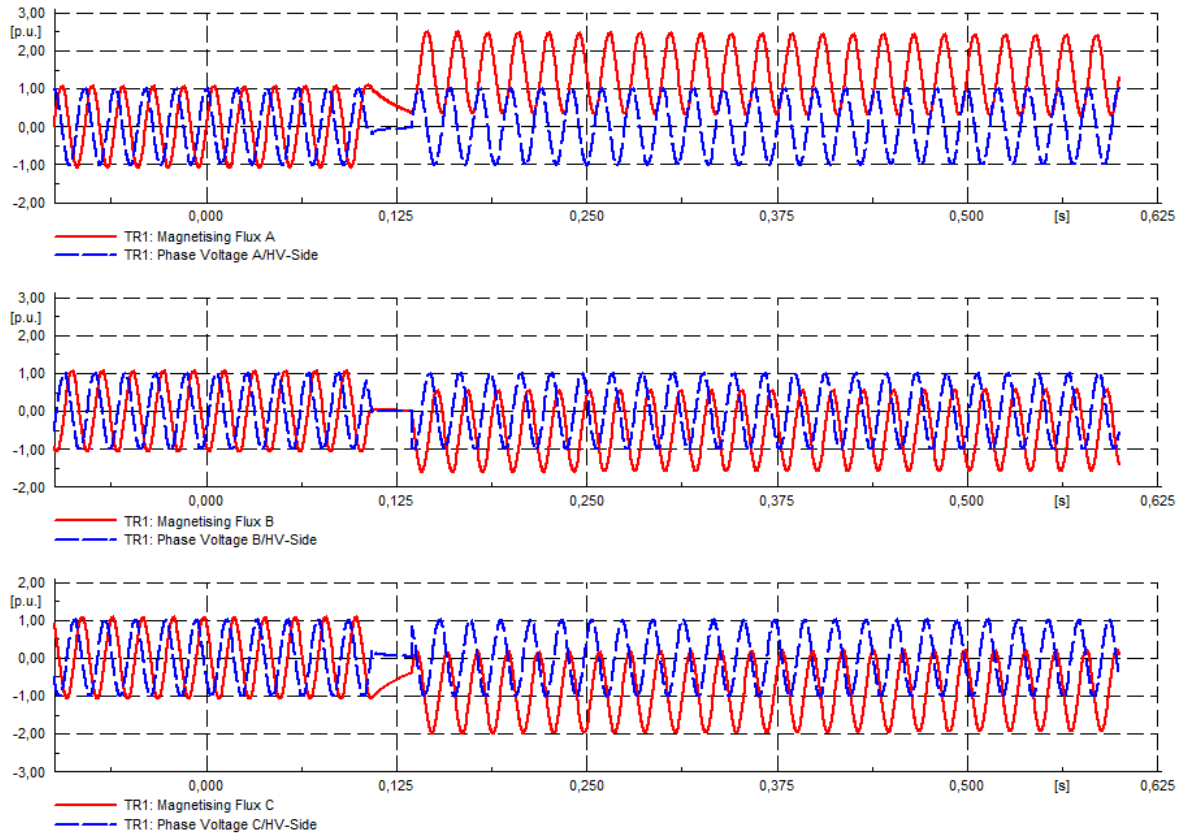 3,00
[p.u.]
2,00
1,00
0,00
-1,00
-2,00
0,000 0,125 0,250 0,375 0,500 [s] 0,625
TR1: Magnetising Flux A
TR1: Phase Voltage A/HV-Side
3,00
[p.u.]
2,00
1,00
0,00
-1,00
-2,00
0,000 0,125 0,250 0,375 0,500 [s] 0,625
TR1: Magnetising Flux B
TR1: Phase Voltage B/HV-Side
2,00
[p.u.]
1,00
0,00
-1,00
-2,00
-3,00
0,000 0,125 0,250 0,375 0,500 [s] 0,625
TR1: Magnetising Flux C
TR1: Phase Voltage C/HV-Side